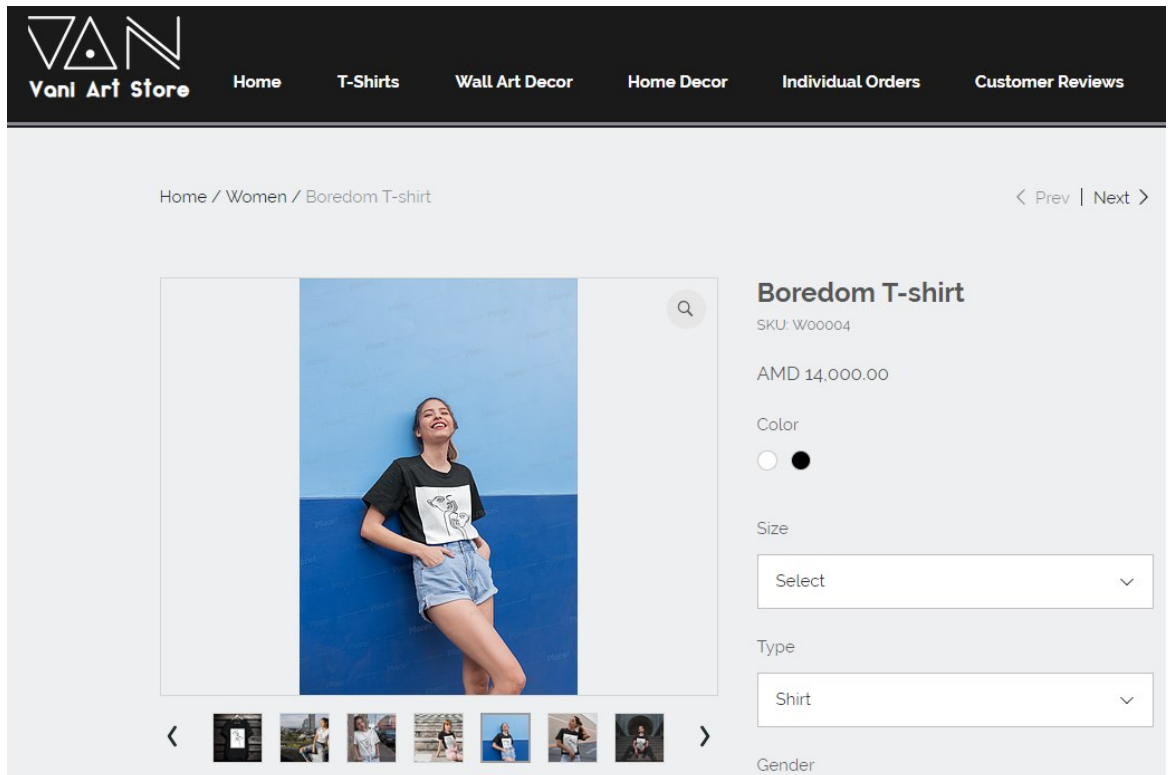 VAN
Vani Art Store
Home T-Shirts Wall Art Decor Home Decor Individual Orders Customer Reviews
Home / Women / Boredom T-shirt
< Prev | Next >
Boredom T-shirt
SKU: W00004
AMD 14,000.00
Color
Size
Select
Type
Shirt
Gender